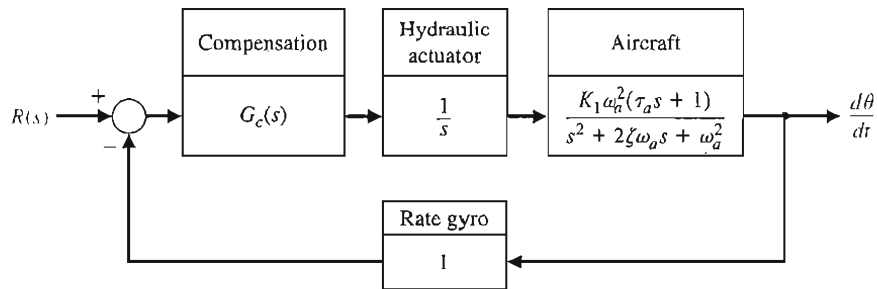 Compensation
Hydraulic
actuator
Aircraft
R(s)
+
−
G_c(s)
1/s
K_1ω_a^2(τ_a s + 1)
s^2 + 2ζω_a s + ω_a^2
dθ/dt
Rate gyro
1